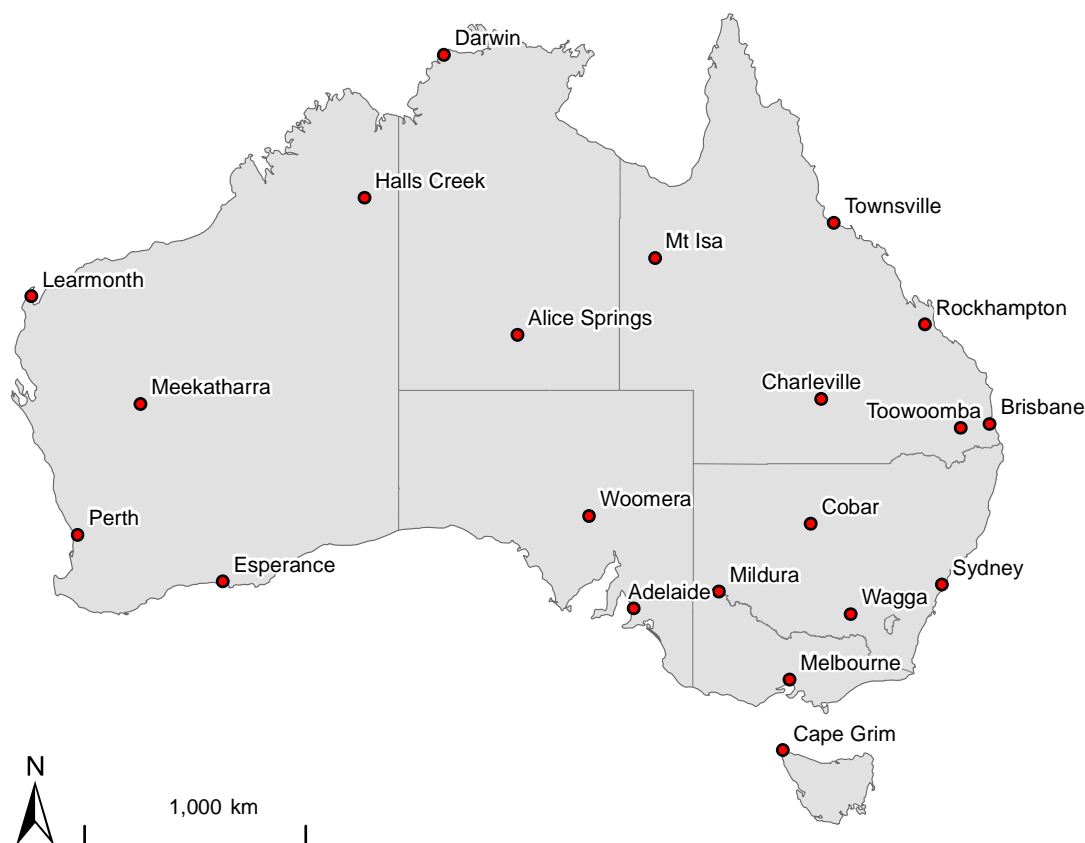 Darwin
Halls Creek
Townsville
Mt Isa
Learmonth
Rockhampton
Alice Springs
Charleville
Meekatharra
Toowoomba
Brisbane
Woomera
Cobar
Perth
Esperance
Sydney
Mildura
Adelaide
Wagga
Melbourne
Cape Grim
N
1,000 km